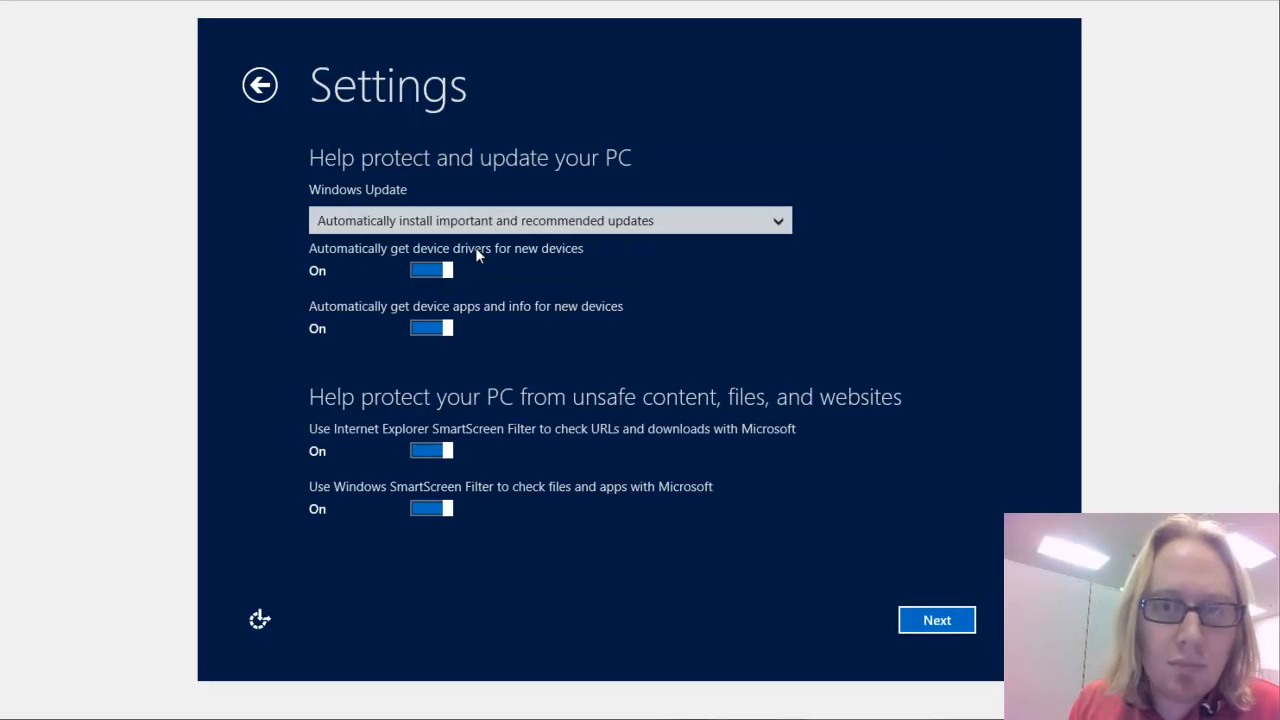 Settings
Help protect and update your PC
Windows Update
Automatically install important and recommended updates
Automatically get device drivers for new devices
On
Automatically get device apps and info for new devices
On
Help protect your PC from unsafe content, files, and websites
Use Internet Explorer SmartScreen Filter to check URLs and downloads with Microsoft
On
Use Windows SmartScreen Filter to check files and apps with Microsoft
On
Next